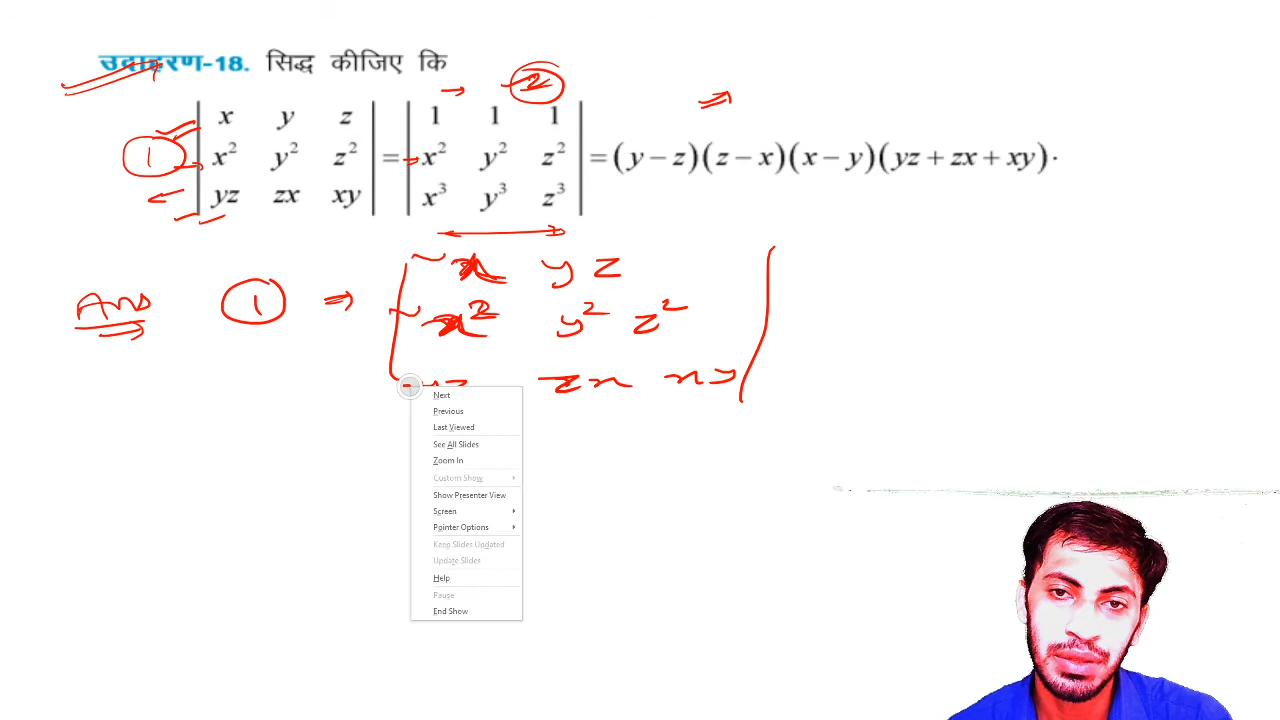 उदाहरण-18. सिद्ध कीजिए कि
2
1
| x y z | | 1 1 1 |
| x² y² z² | = | x² y² z² | = (y − z)(z − x)(x − y)(yz + zx + xy).
| yz zx xy | | x³ y³ z³ |
Ans 1 ⇒ | x y z |
| x² y² z² |
| yz zx xy |
Next
Previous
Last Viewed
See All Slides
Zoom In
Custom Show
Show Presenter View
Screen
Pointer Options
Keep Slides Updated
Update Slides
Help
Pause
End Show